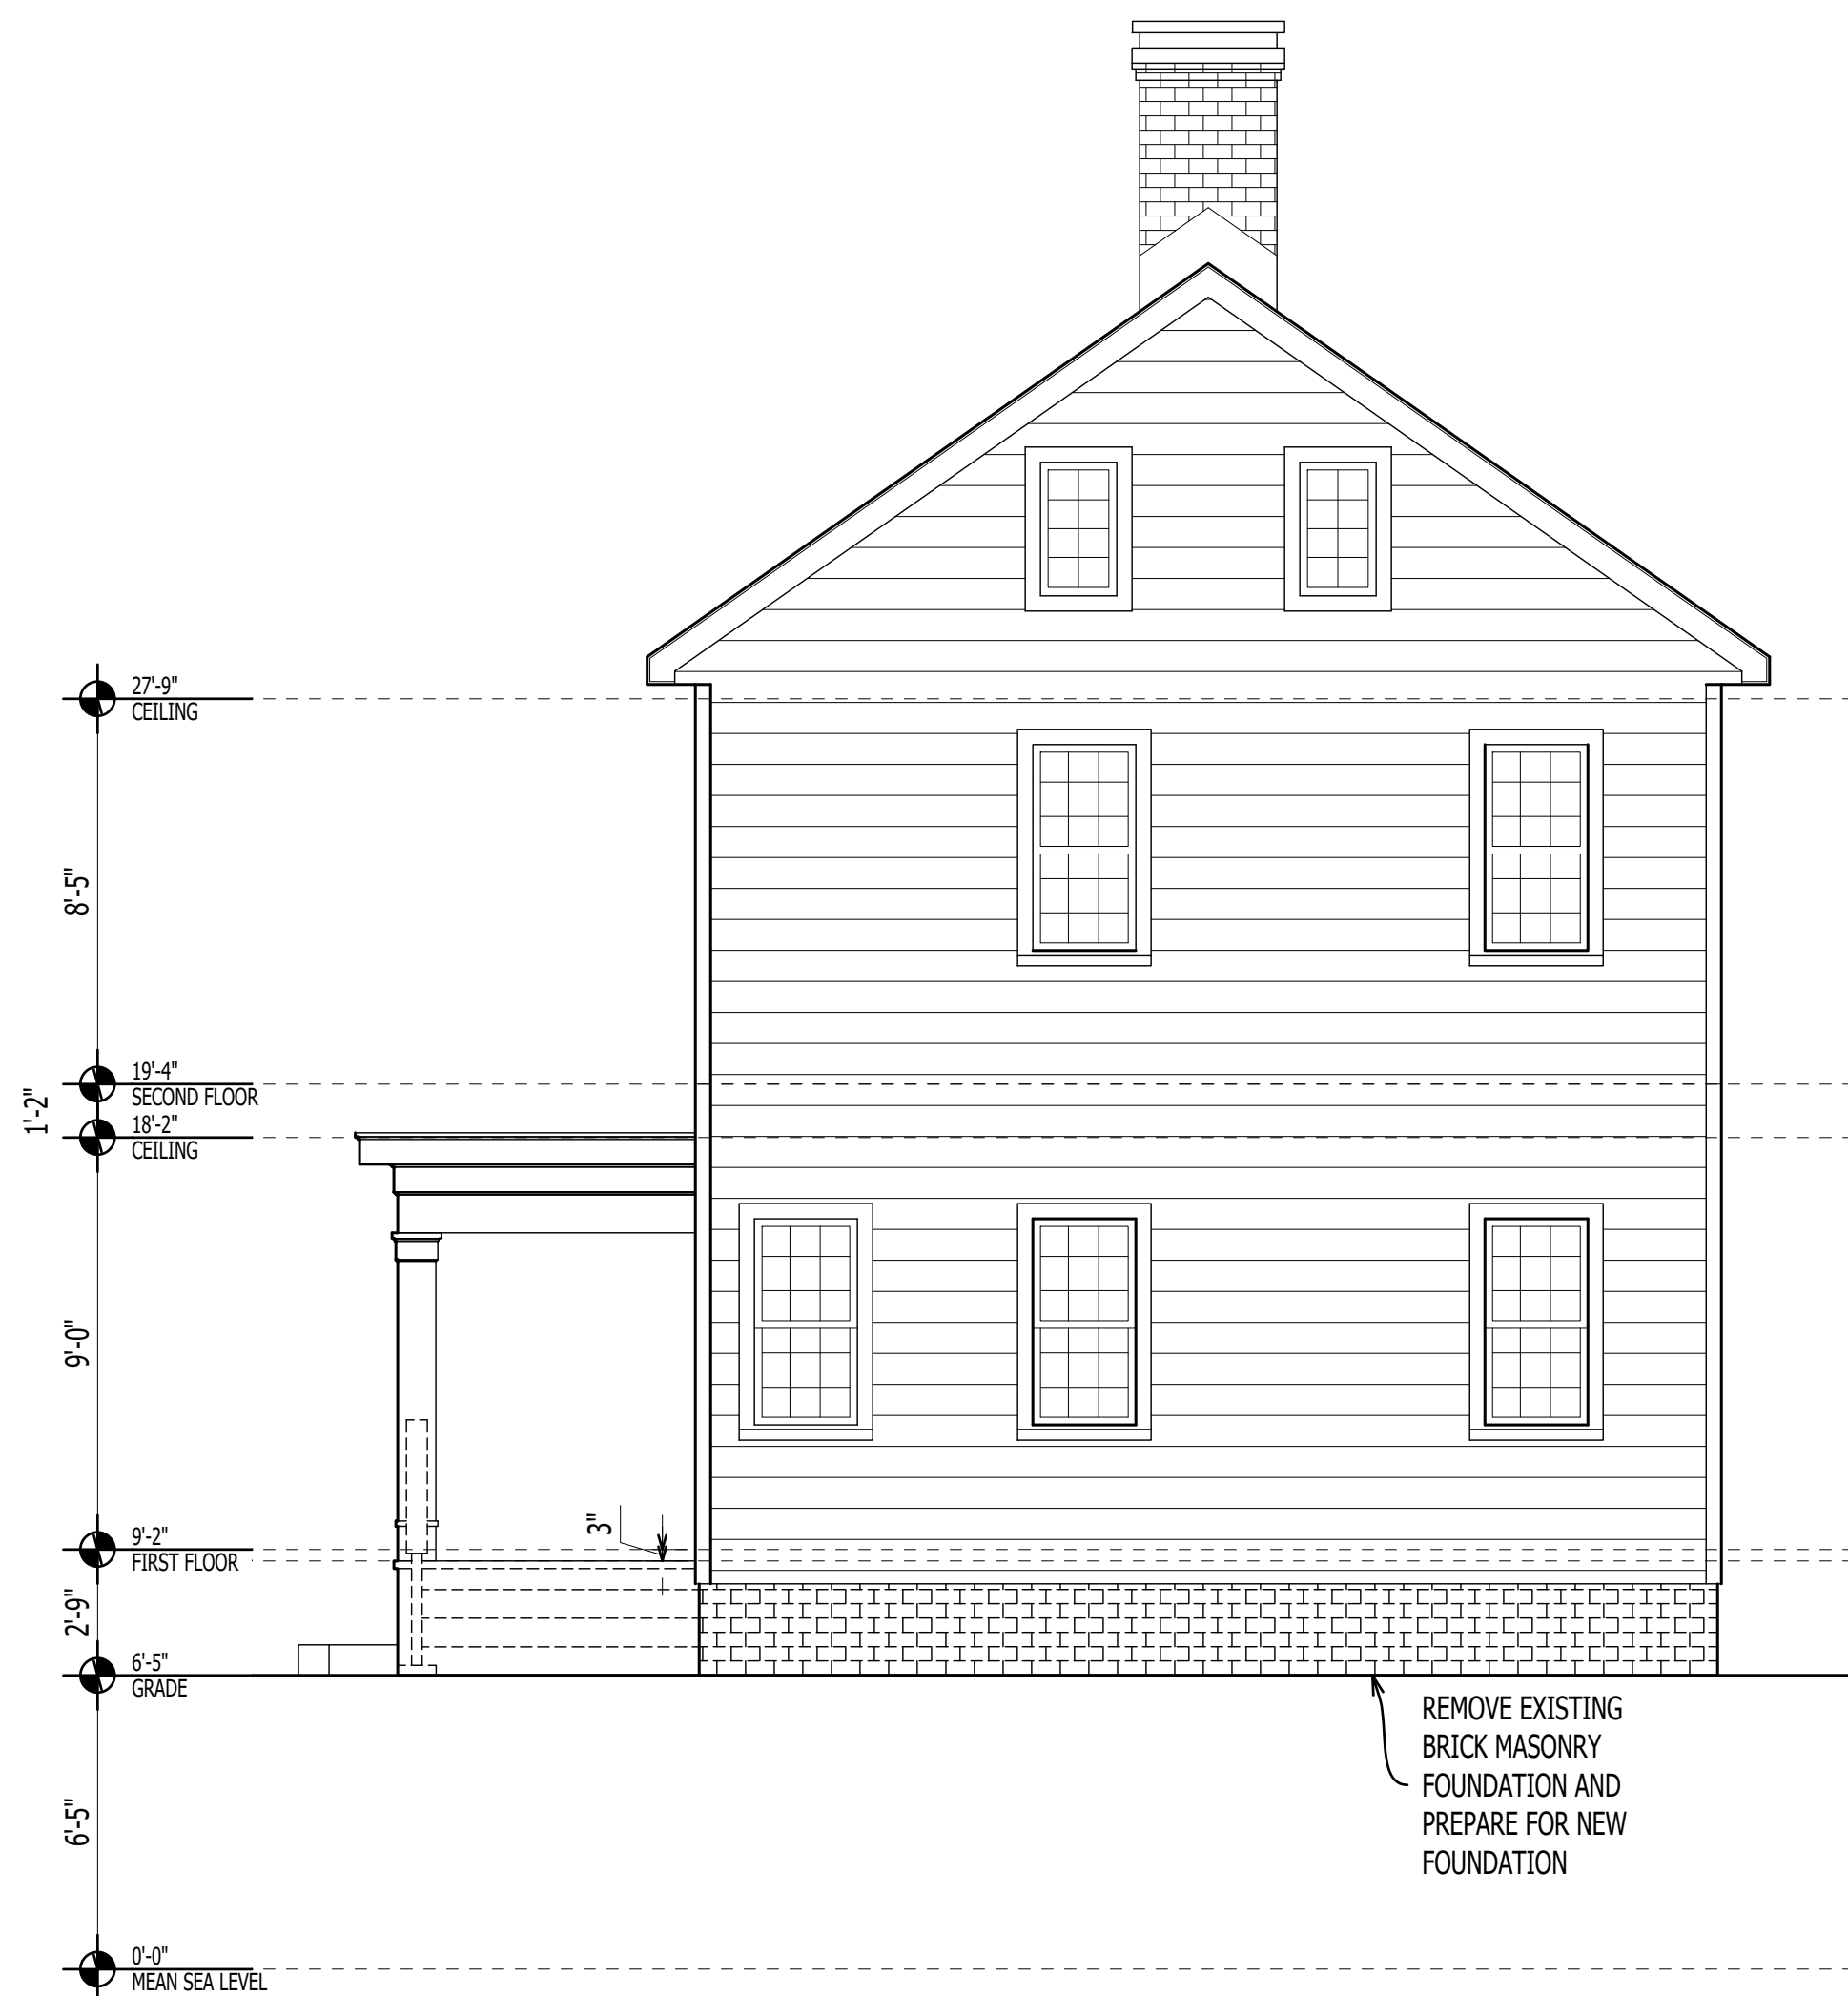 27'-9"
CEILING
8'-5"
19'-4"
SECOND FLOOR
1'-2"
18'-2"
CEILING
9'-0"
3"
9'-2"
FIRST FLOOR
2'-9"
6'-5"
GRADE
REMOVE EXISTING
BRICK MASONRY
FOUNDATION AND
PREPARE FOR NEW
FOUNDATION
6'-5"
0'-0"
MEAN SEA LEVEL